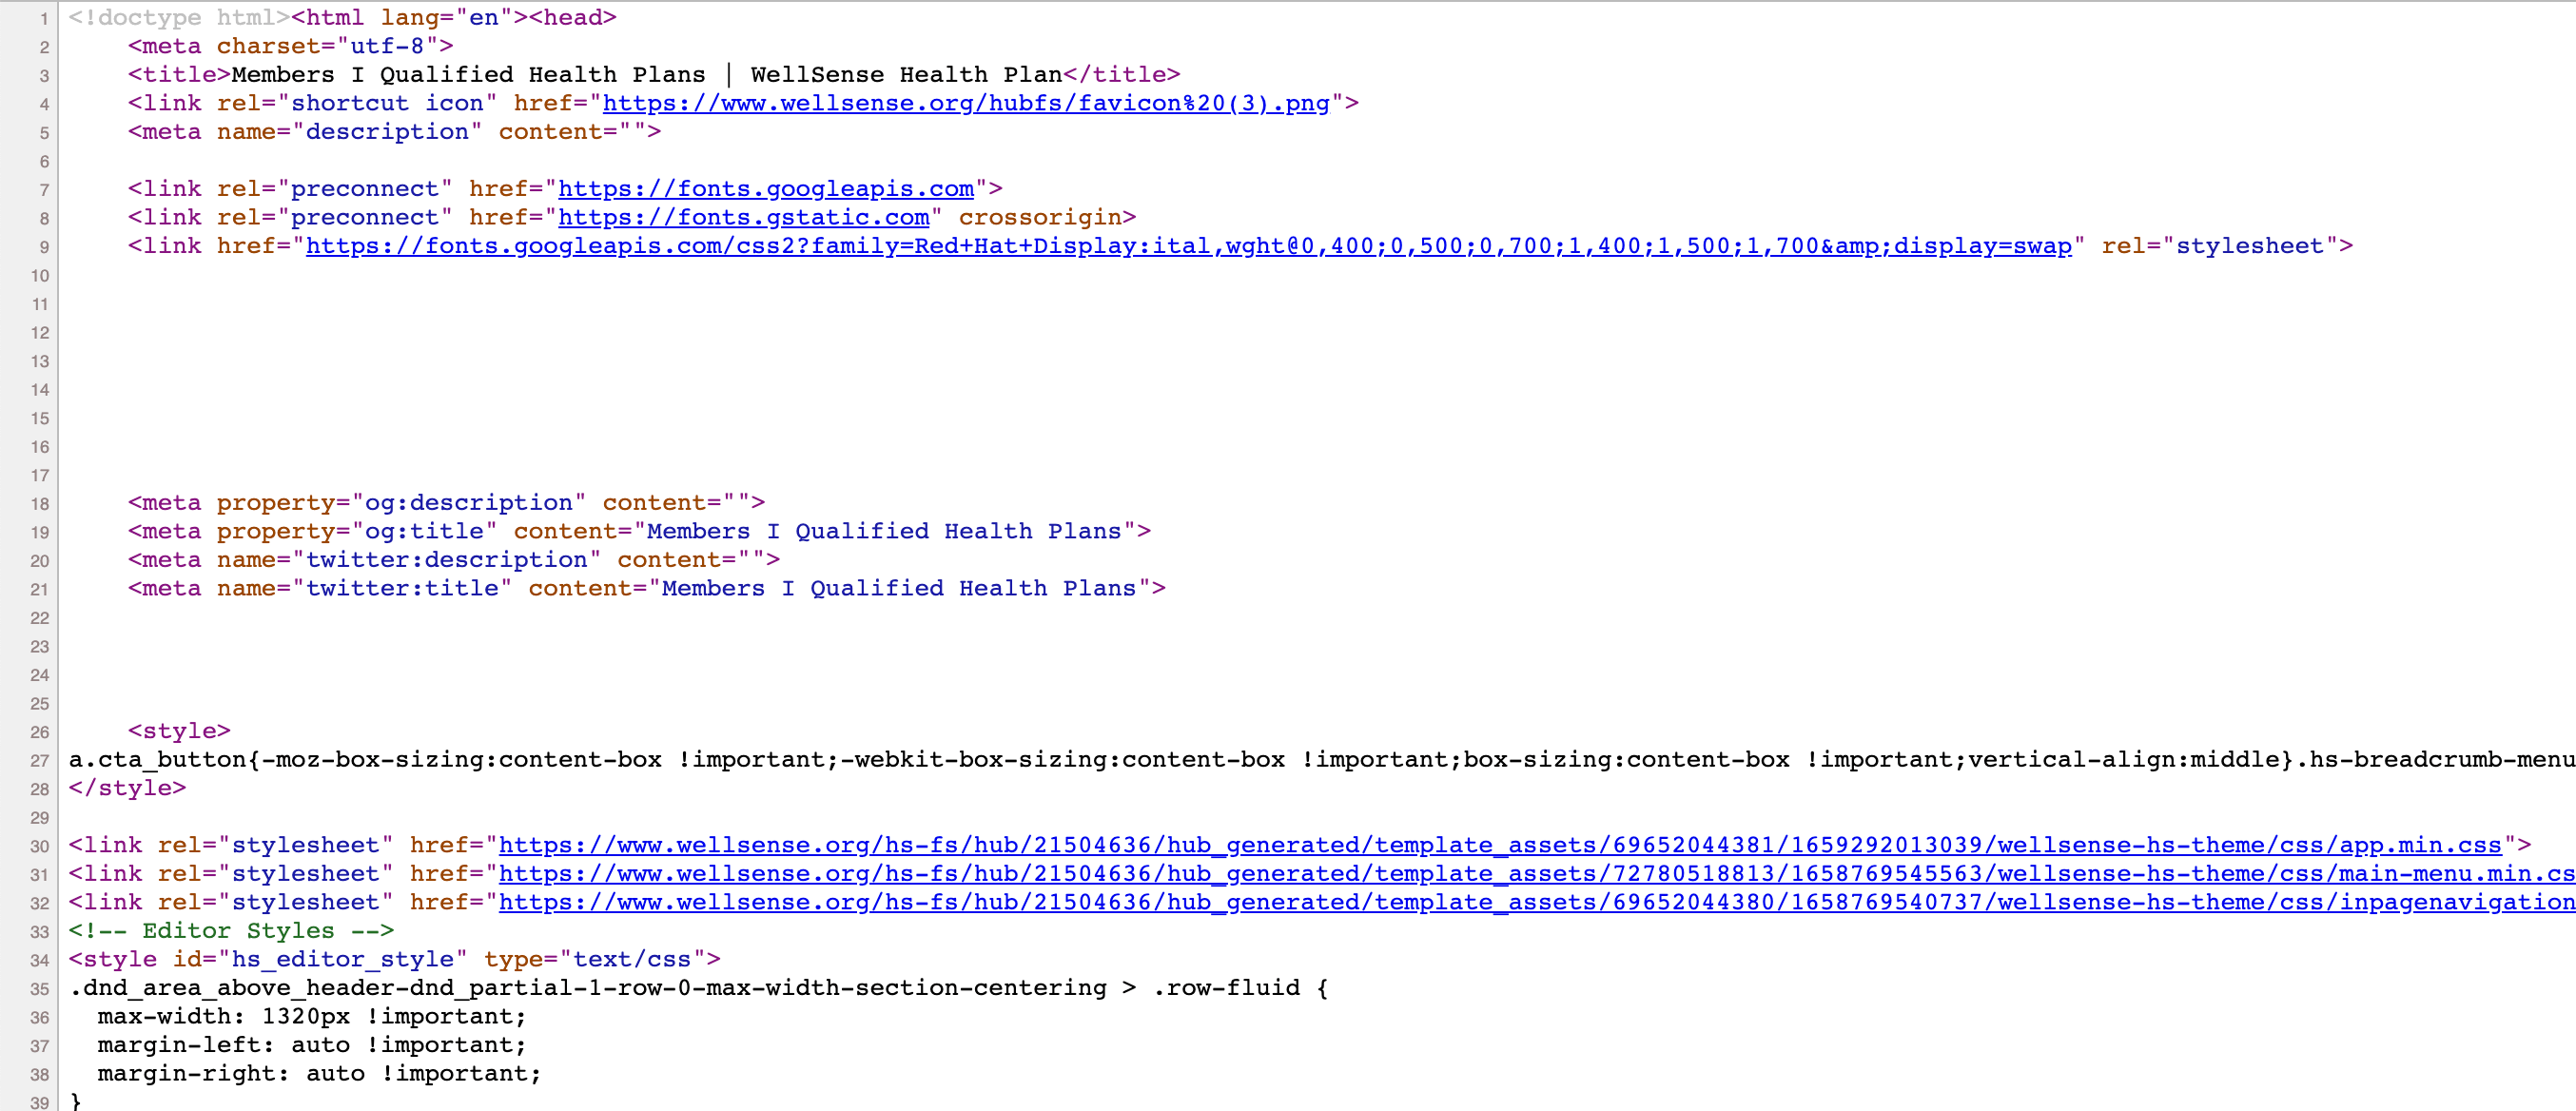 1 <!doctype html><html lang="en"><head>
2 <meta charset="utf-8">
3 <title>Members I Qualified Health Plans | WellSense Health Plan</title>
4 <link rel="shortcut icon" href="https://www.wellsense.org/hubfs/favicon%20(3).png">
5 <meta name="description" content="">
6
7 <link rel="preconnect" href="https://fonts.googleapis.com">
8 <link rel="preconnect" href="https://fonts.gstatic.com" crossorigin>
9 <link href="https://fonts.googleapis.com/css2?family=Red+Hat+Display:ital,wght@0,400;0,500;0,700;1,400;1,500;1,700&amp;display=swap" rel="stylesheet">
10
11
12
13
14
15
16
17
18 <meta property="og:description" content="">
19 <meta property="og:title" content="Members I Qualified Health Plans">
20 <meta name="twitter:description" content="">
21 <meta name="twitter:title" content="Members I Qualified Health Plans">
22
23
24
25
26 <style>
27 a.cta_button{-moz-box-sizing:content-box !important;-webkit-box-sizing:content-box !important;box-sizing:content-box !important;vertical-align:middle}.hs-breadcrumb-menu
28 </style>
29
30 <link rel="stylesheet" href="https://www.wellsense.org/hs-fs/hub/21504636/hub_generated/template_assets/69652044381/1659292013039/wellsense-hs-theme/css/app.min.css">
31 <link rel="stylesheet" href="https://www.wellsense.org/hs-fs/hub/21504636/hub_generated/template_assets/72780518813/1658769545563/wellsense-hs-theme/css/main-menu.min.cs
32 <link rel="stylesheet" href="https://www.wellsense.org/hs-fs/hub/21504636/hub_generated/template_assets/69652044380/1658769540737/wellsense-hs-theme/css/inpagenavigation
33 <!-- Editor Styles -->
34 <style id="hs_editor_style" type="text/css">
35 .dnd_area_above_header-dnd_partial-1-row-0-max-width-section-centering > .row-fluid {
36 max-width: 1320px !important;
37 margin-left: auto !important;
38 margin-right: auto !important;
39 }